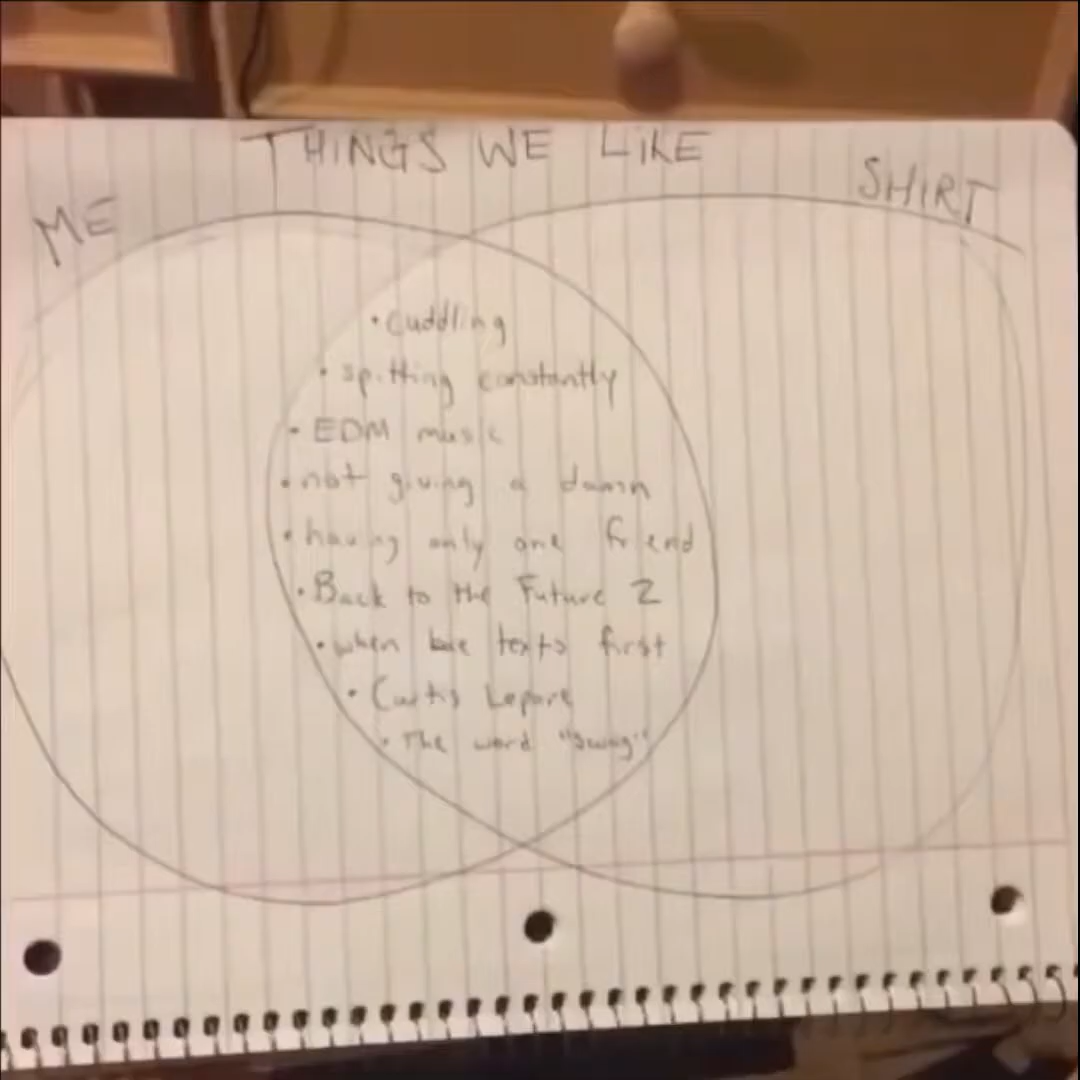 THINGS WE LIKE
ME
SHIRT
• cuddling
• spitting constantly
• EDM music
• not giving a damn
• having only one friend
• Back to the Future 2
• when bae texts first
• Curtis Lepore
• The word "swag"